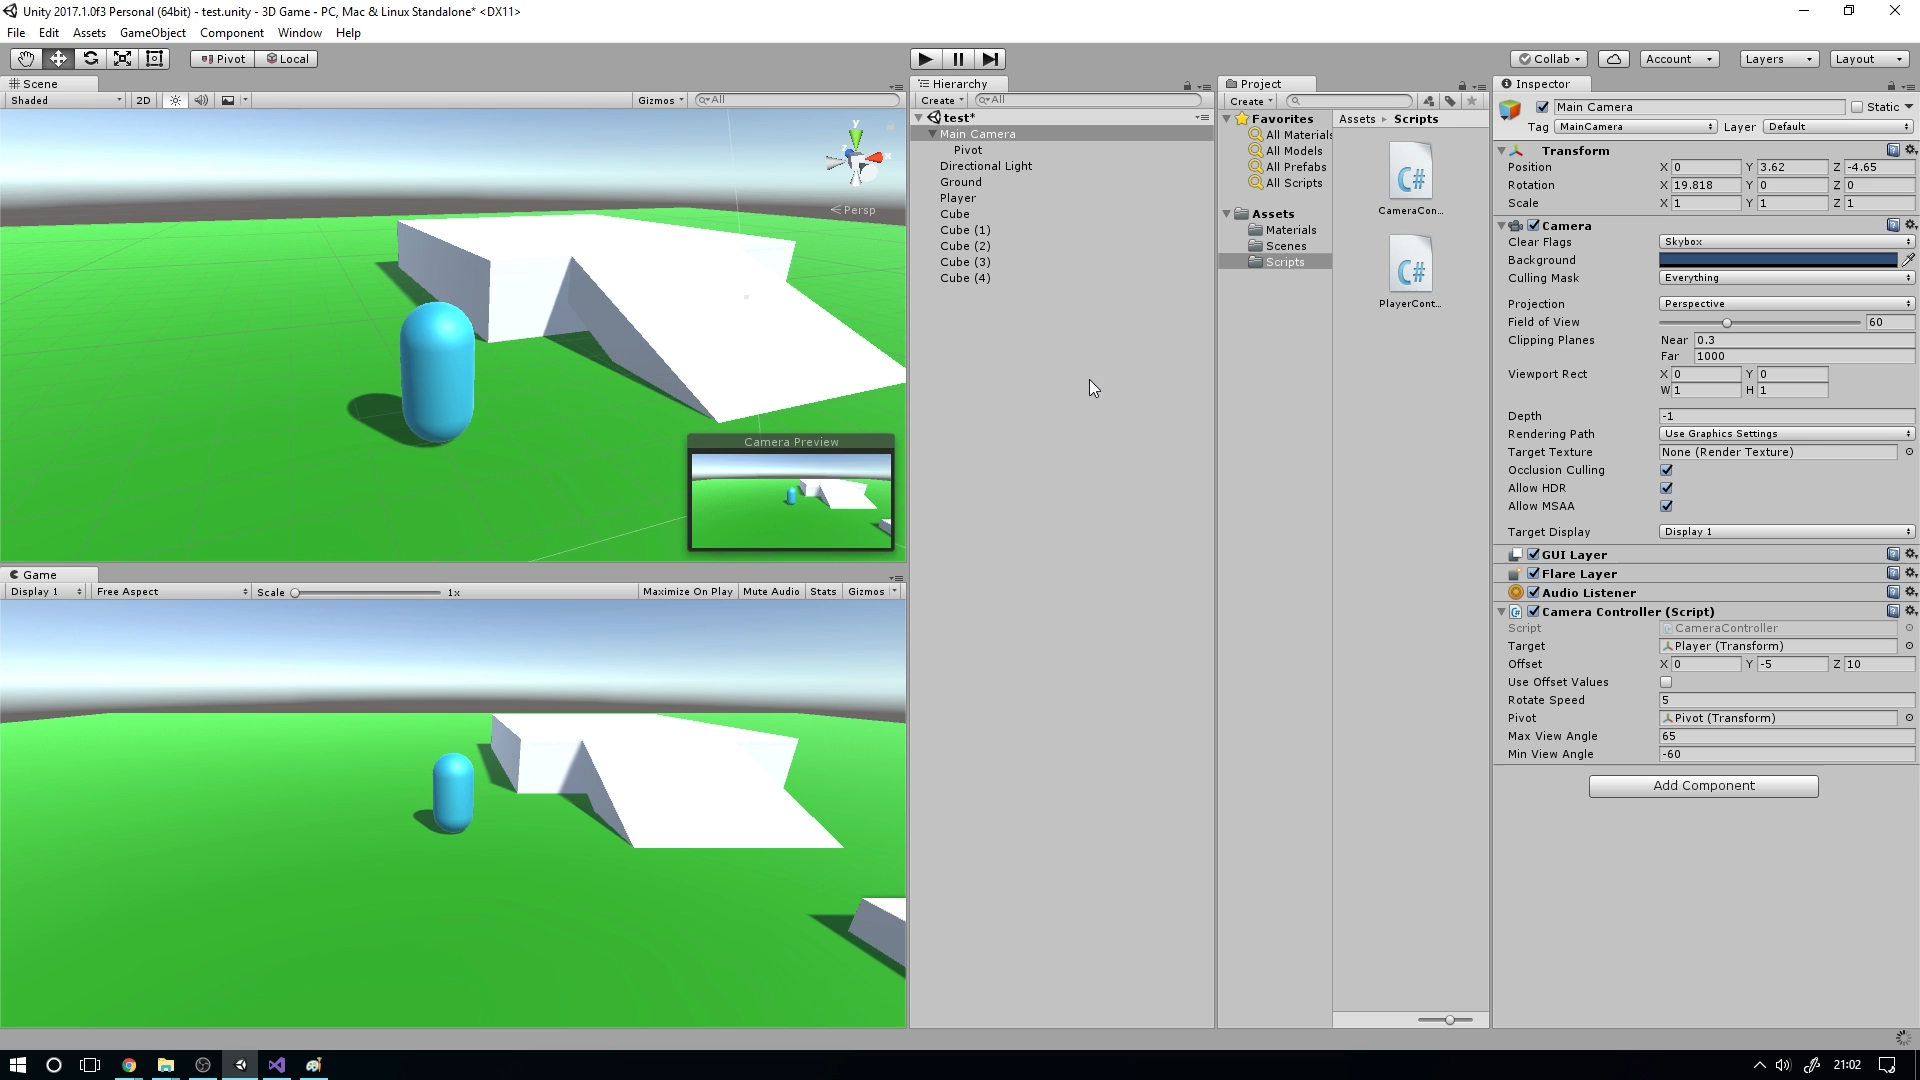 Unity 2017.1.0f3 Personal (64bit) - test.unity - 3D Game - PC, Mac & Linux Standalone* <DX11>
File Edit Assets GameObject Component Window Help
Pivot Local
Collab Account Layers Layout
Scene
Shaded 2D Gizmos All
y
x
z
Persp
Camera Preview
Game
Display 1 Free Aspect Scale 1x Maximize On Play Mute Audio Stats Gizmos
Hierarchy
Create All
test*
Main Camera
Pivot
Directional Light
Ground
Player
Cube
Cube (1)
Cube (2)
Cube (3)
Cube (4)
Project
Create
Favorites
All Materials
All Models
All Prefabs
All Scripts
Assets
Materials
Scenes
Scripts
Assets Scripts
C#
CameraCon...
C#
PlayerCont...
Inspector
Main Camera Static
Tag MainCamera Layer Default
Transform
Position X 0 Y 3.62 Z -4.65
Rotation X 19.818 Y 0 Z 0
Scale X 1 Y 1 Z 1
Camera
Clear Flags Skybox
Background
Culling Mask Everything
Projection Perspective
Field of View 60
Clipping Planes Near 0.3
Far 1000
Viewport Rect X 0 Y 0
W 1 H 1
Depth -1
Rendering Path Use Graphics Settings
Target Texture None (Render Texture)
Occlusion Culling
Allow HDR
Allow MSAA
Target Display Display 1
GUI Layer
Flare Layer
Audio Listener
Camera Controller (Script)
Script CameraController
Target Player (Transform)
Offset X 0 Y -5 Z 10
Use Offset Values
Rotate Speed 5
Pivot Pivot (Transform)
Max View Angle 65
Min View Angle -60
Add Component
21:02